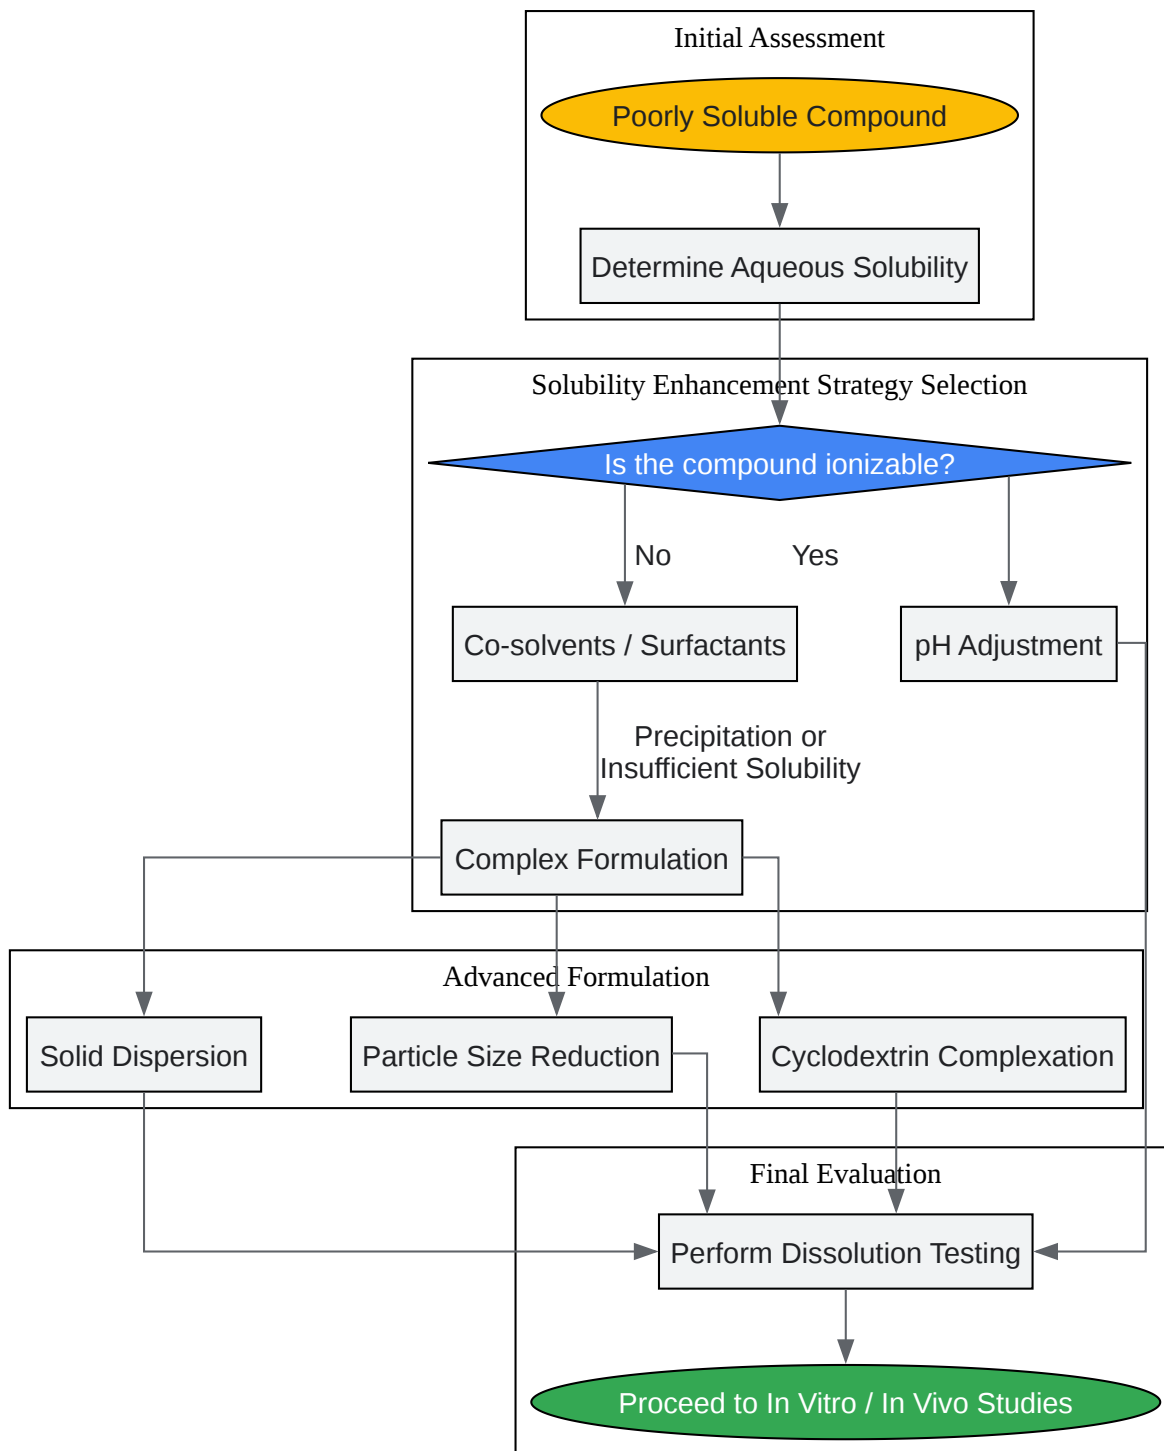 Initial Assessment
Poorly Soluble Compound
Determine Aqueous Solubility
Solubility Enhancement Strategy Selection
Is the compound ionizable?
No
Yes
Co-solvents / Surfactants
pH Adjustment
Precipitation or
Insufficient Solubility
Complex Formulation
Advanced Formulation
Solid Dispersion
Particle Size Reduction
Cyclodextrin Complexation
Final Evaluation
Perform Dissolution Testing
Proceed to In Vitro / In Vivo Studies